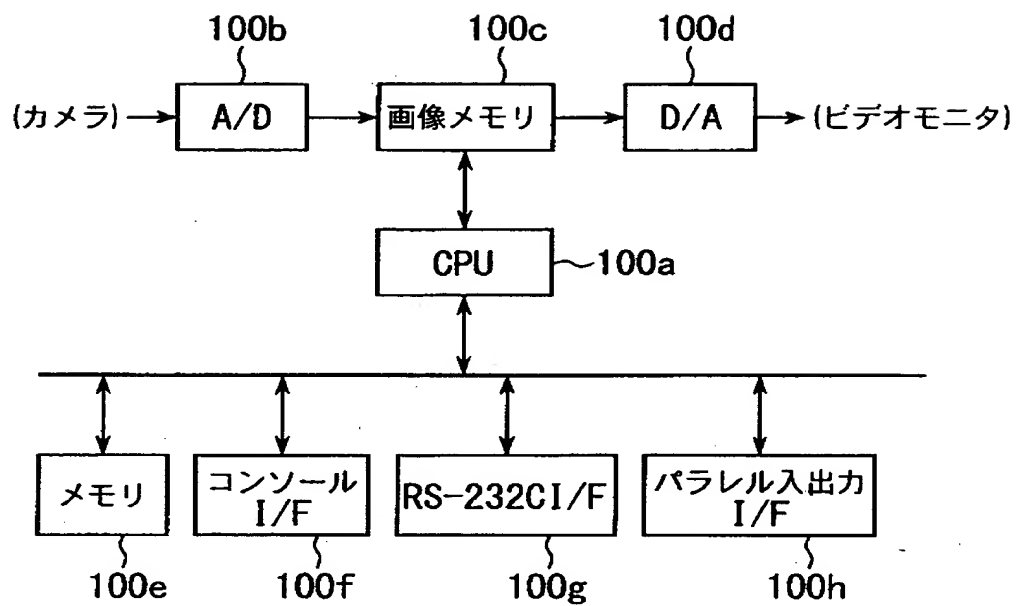 100b
100c
100d
(カメラ)
A/D
画像メモリ
D/A
(ビデオモニタ)
CPU
100a
メモリ
コンソール
I/F
RS-232CI/F
パラレル入出力
I/F
100e
100f
100g
100h